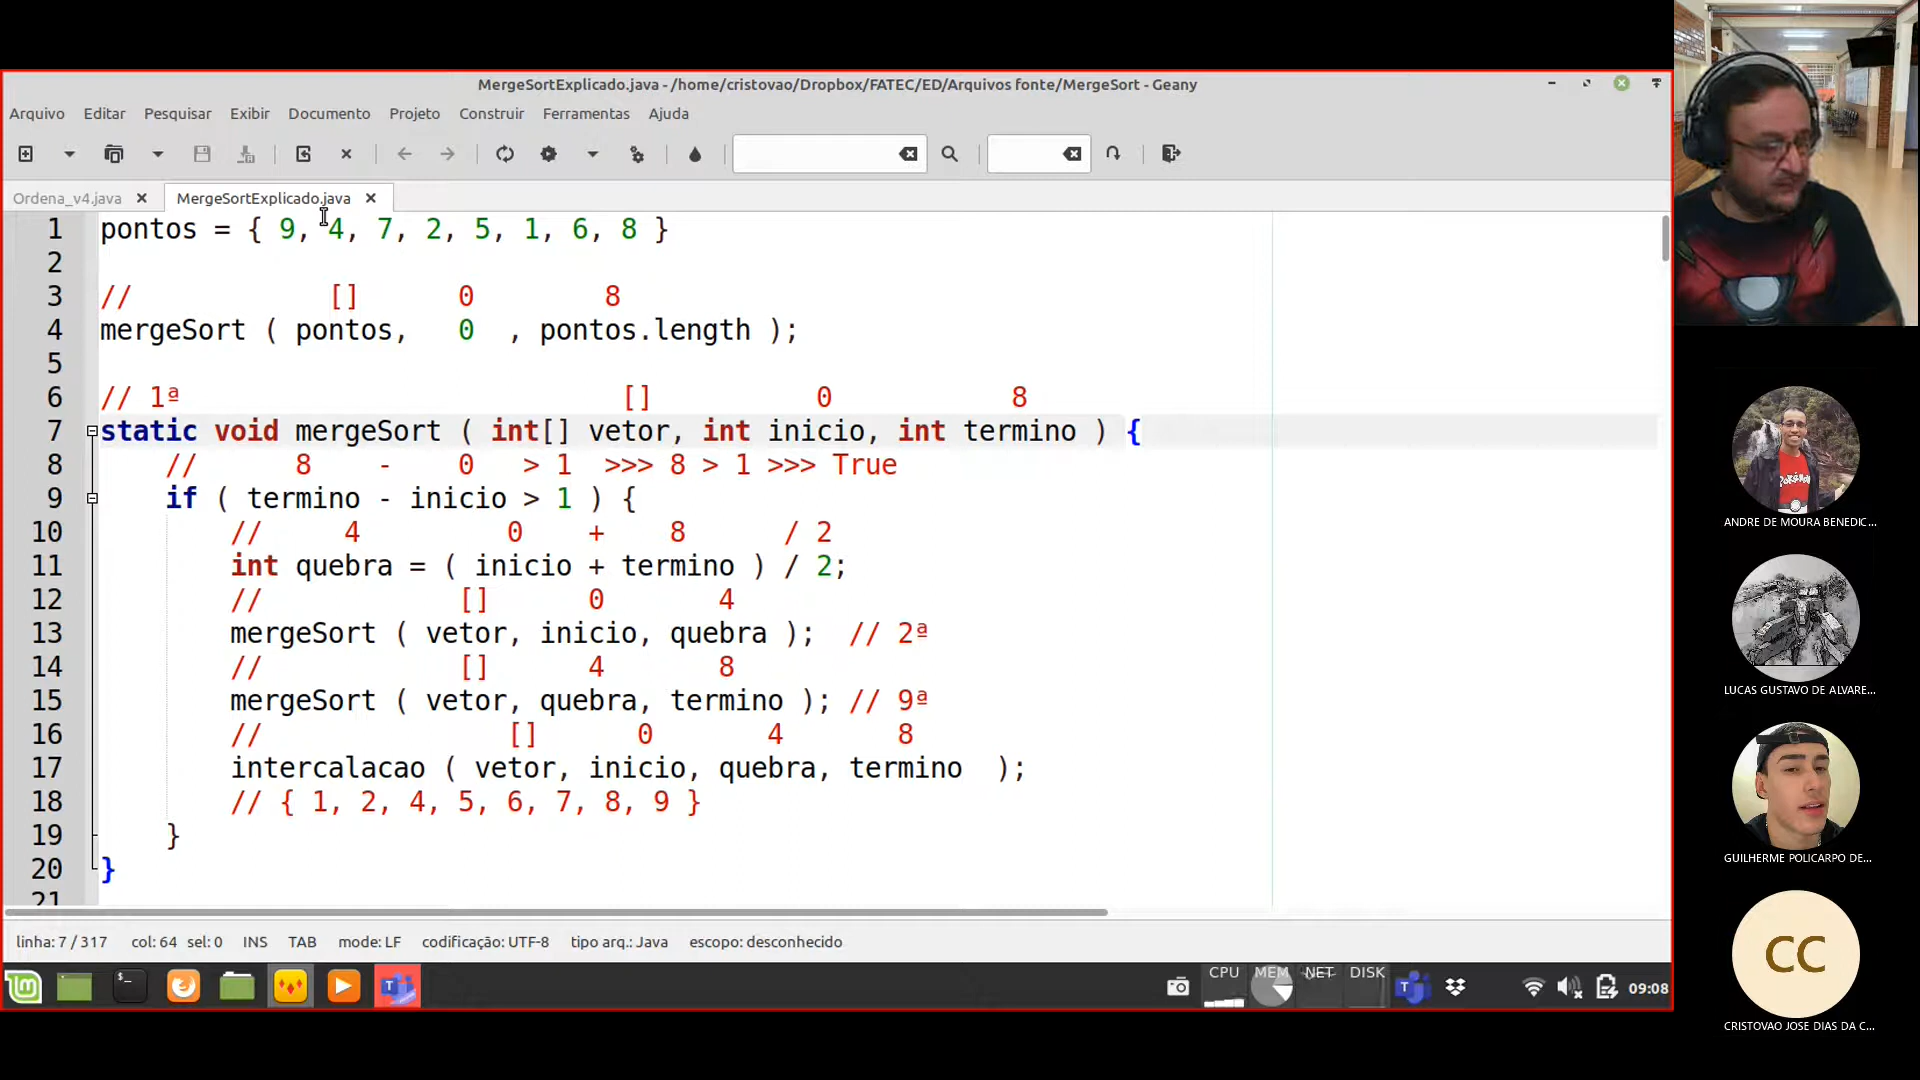 MergeSortExplicado.java - /home/cristovao/Dropbox/FATEC/ED/Arquivos fonte/MergeSort - Geany
Arquivo Editar Pesquisar Exibir Documento Projeto Construir Ferramentas Ajuda
Ordena_v4.java MergeSortExplicado.java
1 pontos = { 9, 4, 7, 2, 5, 1, 6, 8 }
2
3 // [] 0 8
4 mergeSort ( pontos, 0 , pontos.length );
5
6 // 1ª [] 0 8
7 static void mergeSort ( int[] vetor, int inicio, int termino ) {
8 // 8 - 0 > 1 >>> 8 > 1 >>> True
9 if ( termino - inicio > 1 ) {
10 // 4 0 + 8 / 2
11 int quebra = ( inicio + termino ) / 2;
12 // [] 0 4
13 mergeSort ( vetor, inicio, quebra ); // 2ª
14 // [] 4 8
15 mergeSort ( vetor, quebra, termino ); // 9ª
16 // [] 0 4 8
17 intercalacao ( vetor, inicio, quebra, termino );
18 // { 1, 2, 4, 5, 6, 7, 8, 9 }
19 }
20 }
21
linha: 7 / 317 col: 64 sel: 0 INS TAB mode: LF codificação: UTF-8 tipo arq.: Java escopo: desconhecido
CPU MEM NET DISK
09:08
ANDRE DE MOURA BENEDIC...
LUCAS GUSTAVO DE ALVARE...
GUILHERME POLICARPO DE...
CC
CRISTOVAO JOSE DIAS DA C...